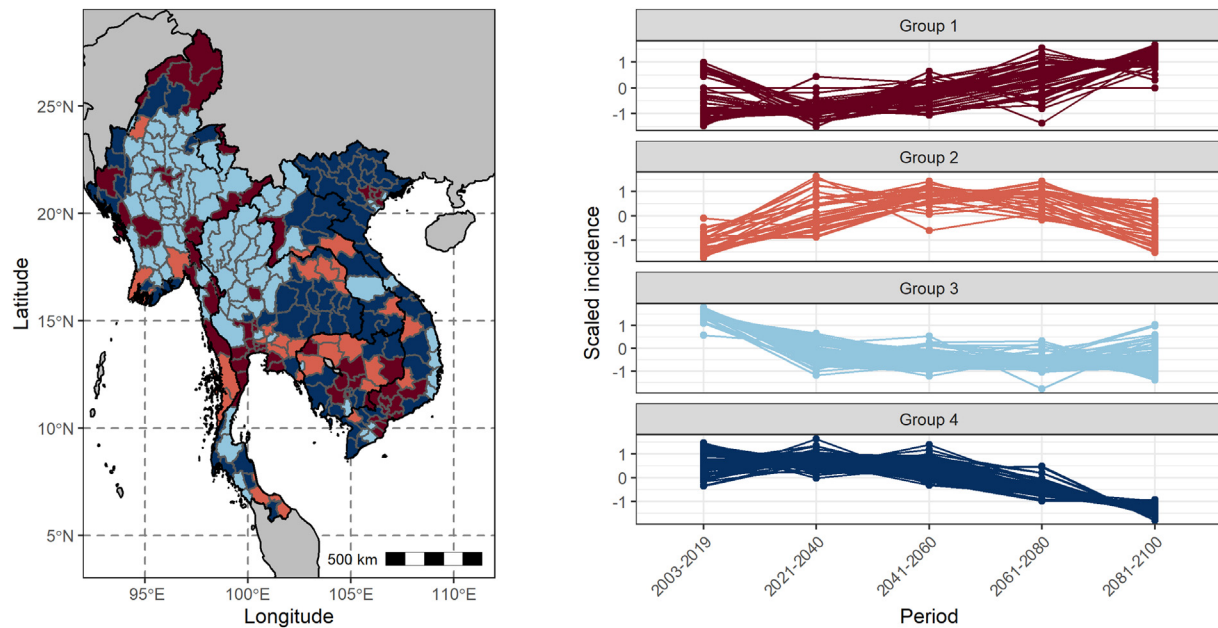 25°N
20°N
15°N
10°N
5°N
Latitude
500 km
95°E 100°E 105°E 110°E
Longitude
Group 1
1
0
-1
Group 2
1
0
-1
Group 3
1
0
-1
Group 4
1
0
-1
Scaled incidence
2003-2019
2021-2040
2041-2060
2061-2080
2081-2100
Period